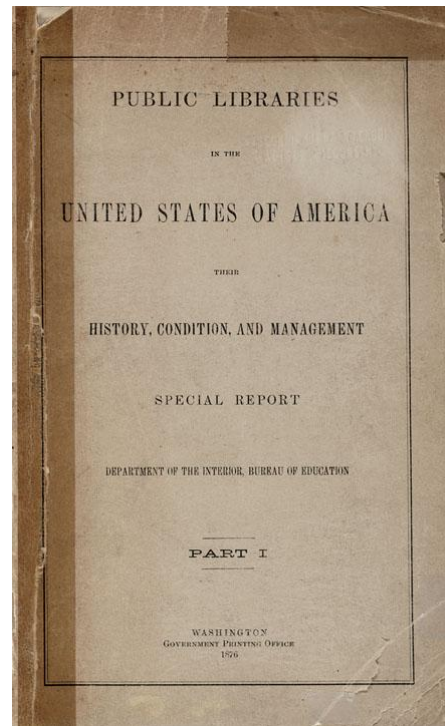 PUBLIC LIBRARIES
IN THE
UNITED STATES OF AMERICA
THEIR
HISTORY, CONDITION, AND MANAGEMENT
SPECIAL REPORT
DEPARTMENT OF THE INTERIOR, BUREAU OF EDUCATION
PART I
WASHINGTON
GOVERNMENT PRINTING OFFICE
1876